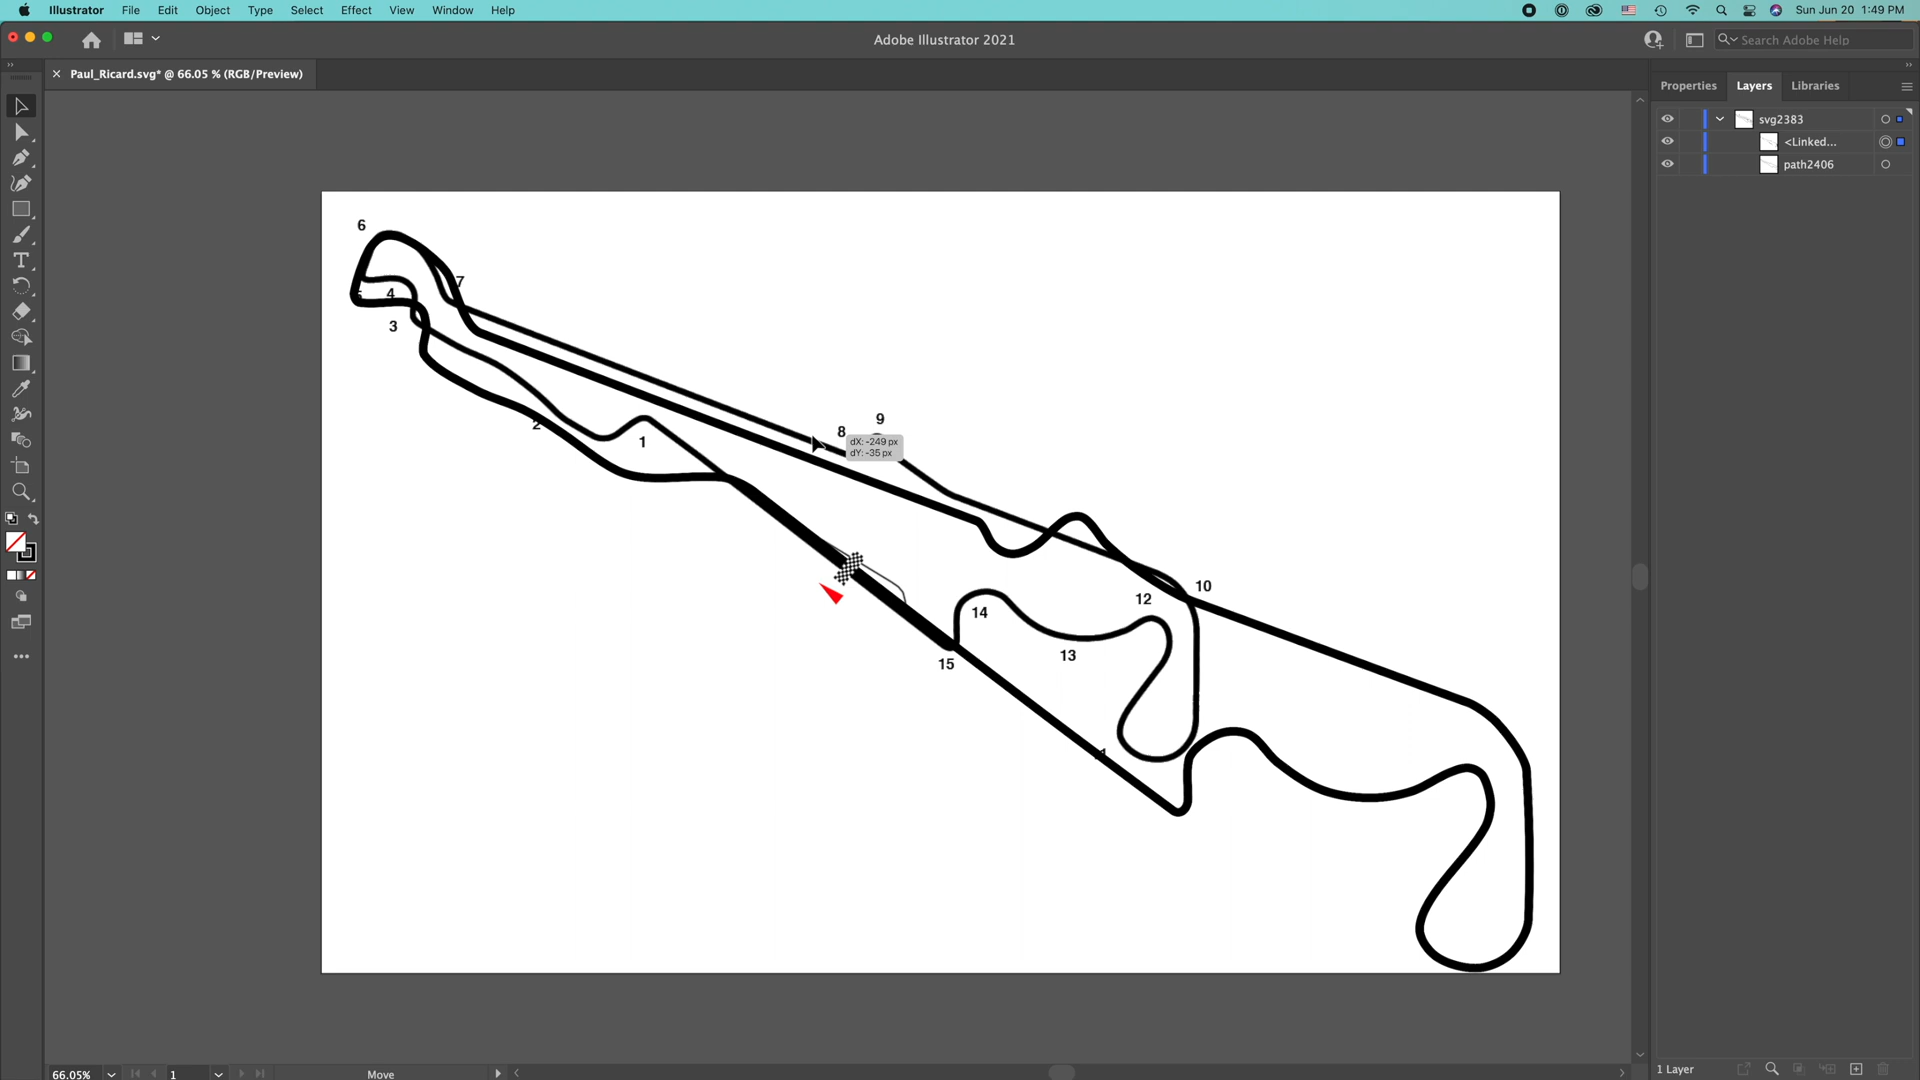 Illustrator File Edit Object Type Select Effect View Window Help
Sun Jun 20 1:49 PM
Adobe Illustrator 2021
Search Adobe Help
Paul_Ricard.svg* @ 66.05 % (RGB/Preview)
Properties Layers Libraries
svg2383
<Linked...
path2406
6
7
4
3
9
8
dX: -249 px
dY: -35 px
2
1
10
12
14
13
15
66.05%
1
Move
1 Layer